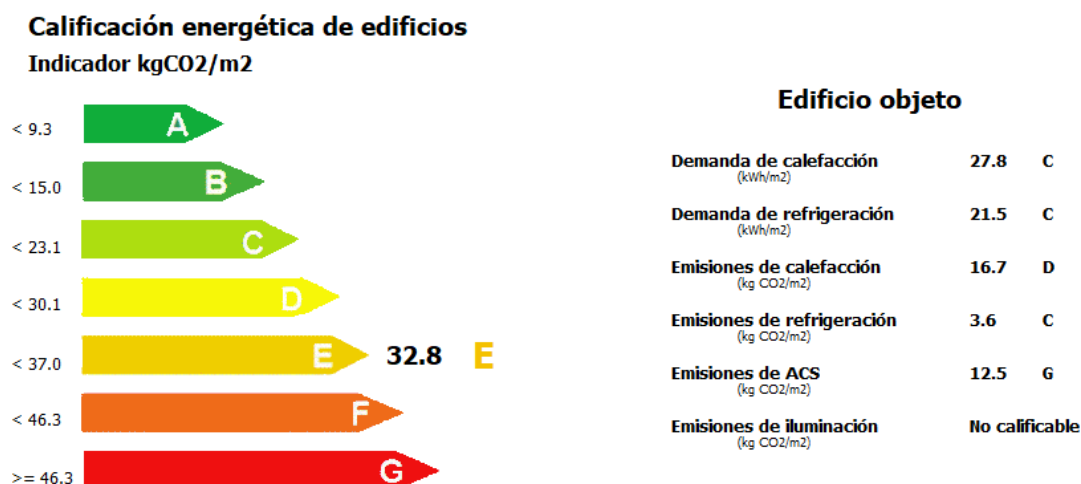 Calificación energética de edificios
Indicador kgCO2/m2
< 9.3 A
< 15.0 B
< 23.1 C
< 30.1 D
< 37.0 E 32.8 E
< 46.3 F
>= 46.3 G
Edificio objeto
Demanda de calefacción 27.8 C
(kWh/m2)
Demanda de refrigeración 21.5 C
(kWh/m2)
Emisiones de calefacción 16.7 D
(kg CO2/m2)
Emisiones de refrigeración 3.6 C
(kg CO2/m2)
Emisiones de ACS 12.5 G
(kg CO2/m2)
Emisiones de iluminación No calificable
(kg CO2/m2)